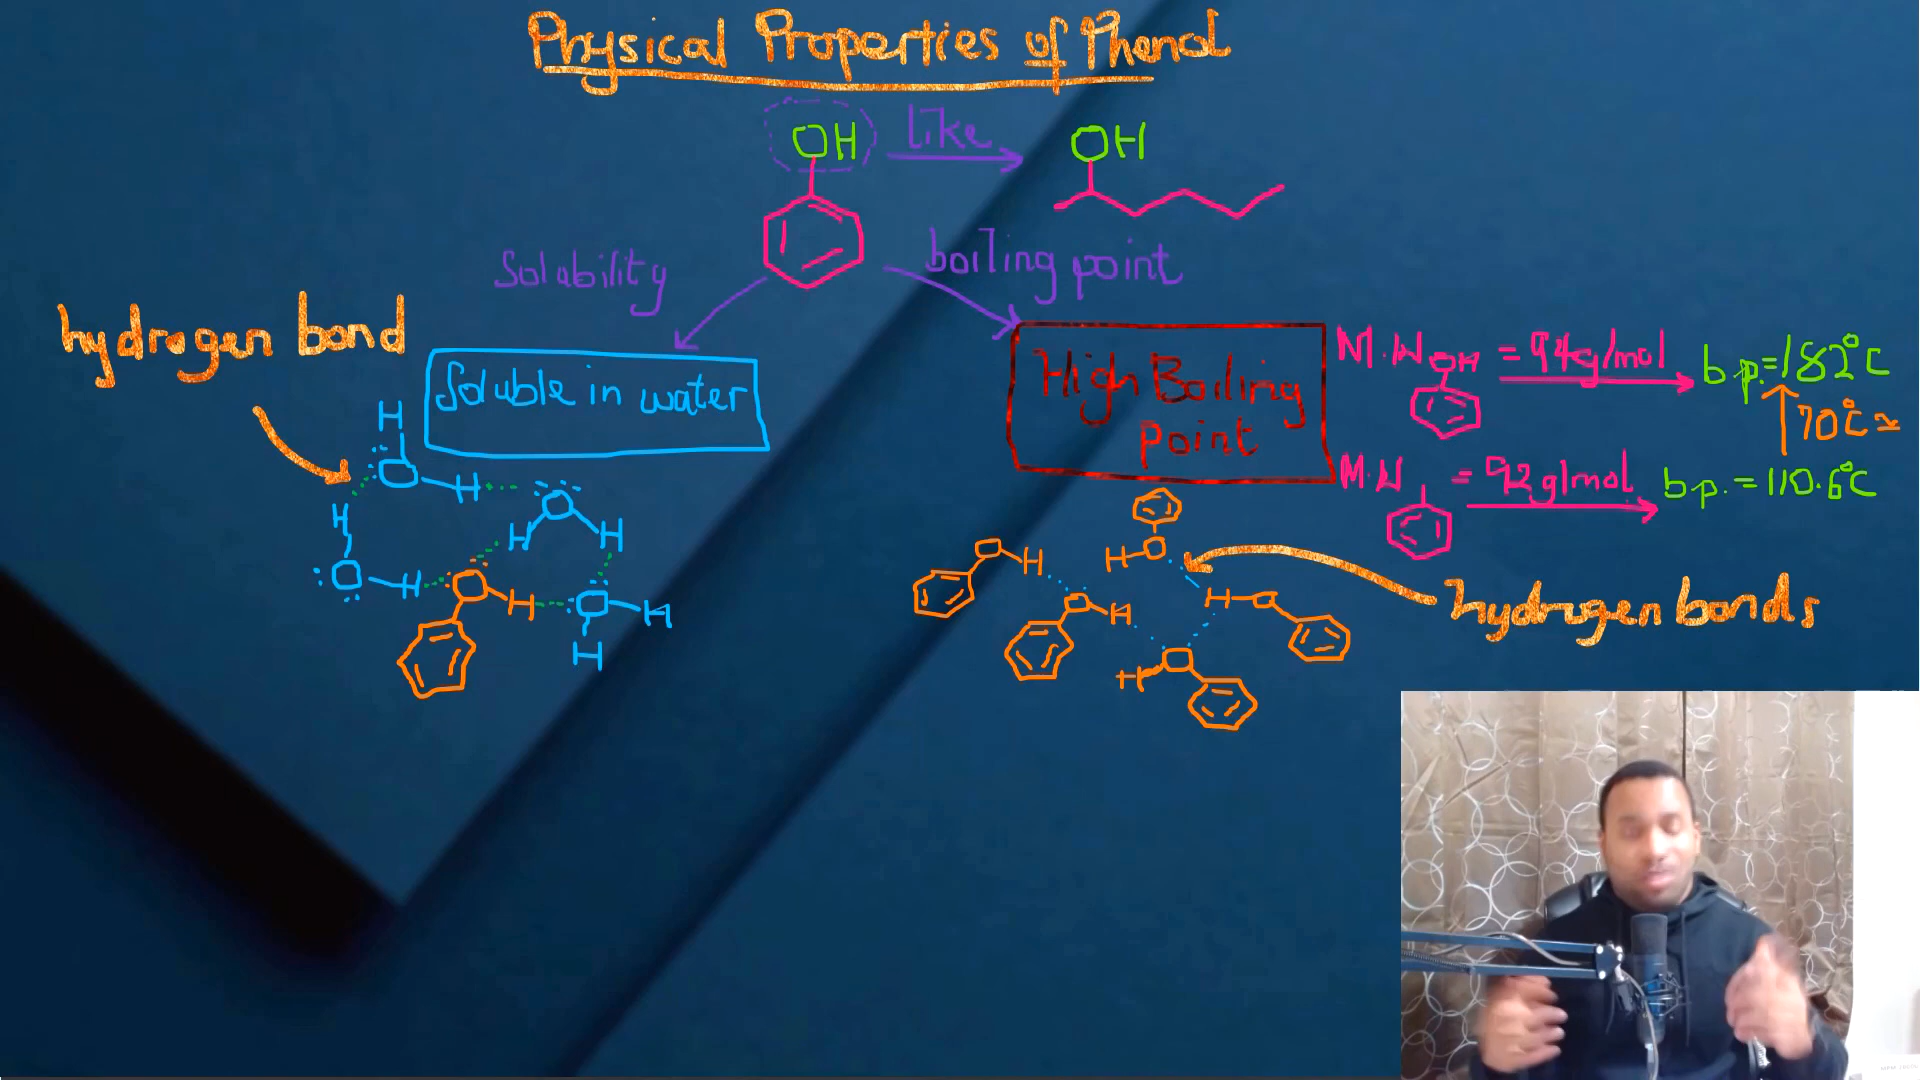 Physical Properties of Phenol
OH like OH
Solubility
boiling point
hydrogen bond
Soluble in water
High Boiling
point
M.W OH = 94g/mol b.p.=182°C
70°C ≃
M.W = 92g/mol b.p. = 110.6°C
H
O H
H
O
H H
O H
O H
O H
H
O H
H O
O H
H O
H O
hydrogen bonds